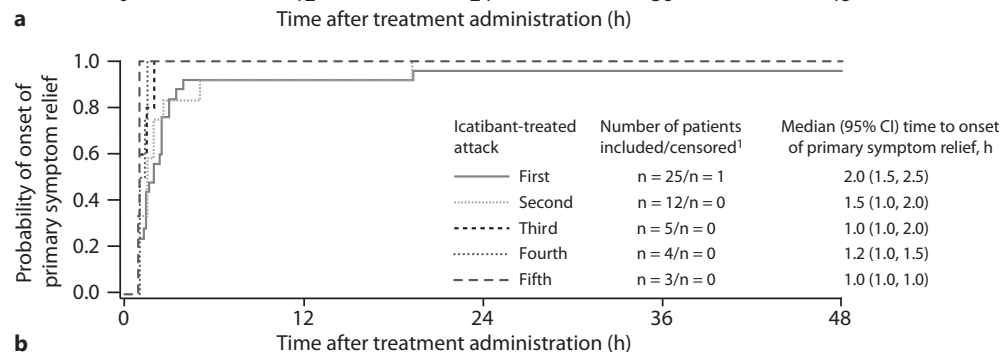 a
Time after treatment administration (h)
Probability of onset of
primary symptom relief
1.0
0.8
0.6
0.4
0.2
0.0
Icatibant-treated attack Number of patients included/censored1 Median (95% CI) time to onset of primary symptom relief, h
First n = 25/n = 1 2.0 (1.5, 2.5)
Second n = 12/n = 0 1.5 (1.0, 2.0)
Third n = 5/n = 0 1.0 (1.0, 2.0)
Fourth n = 4/n = 0 1.2 (1.0, 1.5)
Fifth n = 3/n = 0 1.0 (1.0, 1.0)
0 12 24 36 48
b
Time after treatment administration (h)